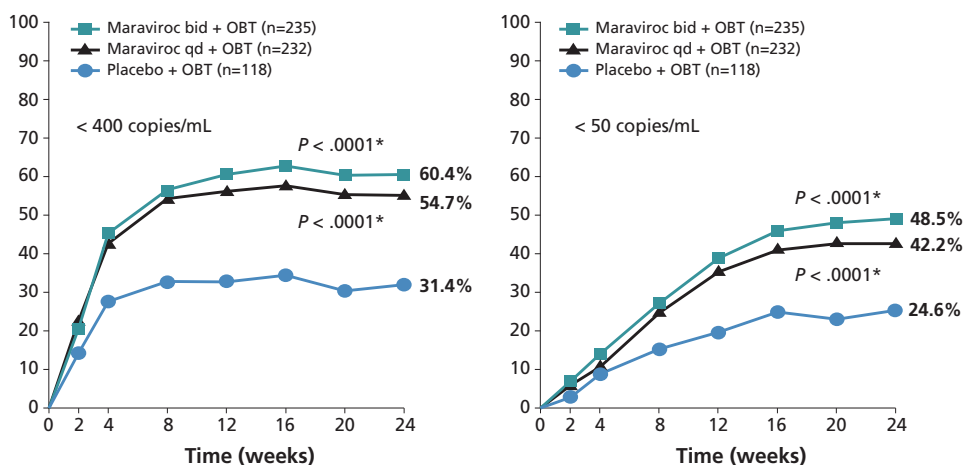 Maraviroc bid + OBT (n=235)
Maraviroc qd + OBT (n=232)
Placebo + OBT (n=118)
100
90
80
70
60
50
40
30
20
10
0
< 400 copies/mL
P < .0001*
60.4%
54.7%
P < .0001*
31.4%
0 2 4 8 12 16 20 24
Time (weeks)
Maraviroc bid + OBT (n=235)
Maraviroc qd + OBT (n=232)
Placebo + OBT (n=118)
100
90
80
70
60
50
40
30
20
10
0
< 50 copies/mL
P < .0001*
48.5%
42.2%
P < .0001*
24.6%
0 2 4 8 12 16 20 24
Time (weeks)